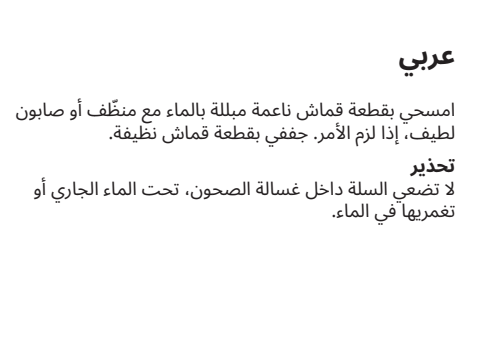 عربي
امسحي بقطعة قماش ناعمة مبللة بالماء مع منظّف أو صابون
لطيف، إذا لزم الأمر. جففي بقطعة قماش نظيفة.
تحذير
لا تضعي السلة داخل غسالة الصحون، تحت الماء الجاري أو
تغمريها في الماء.